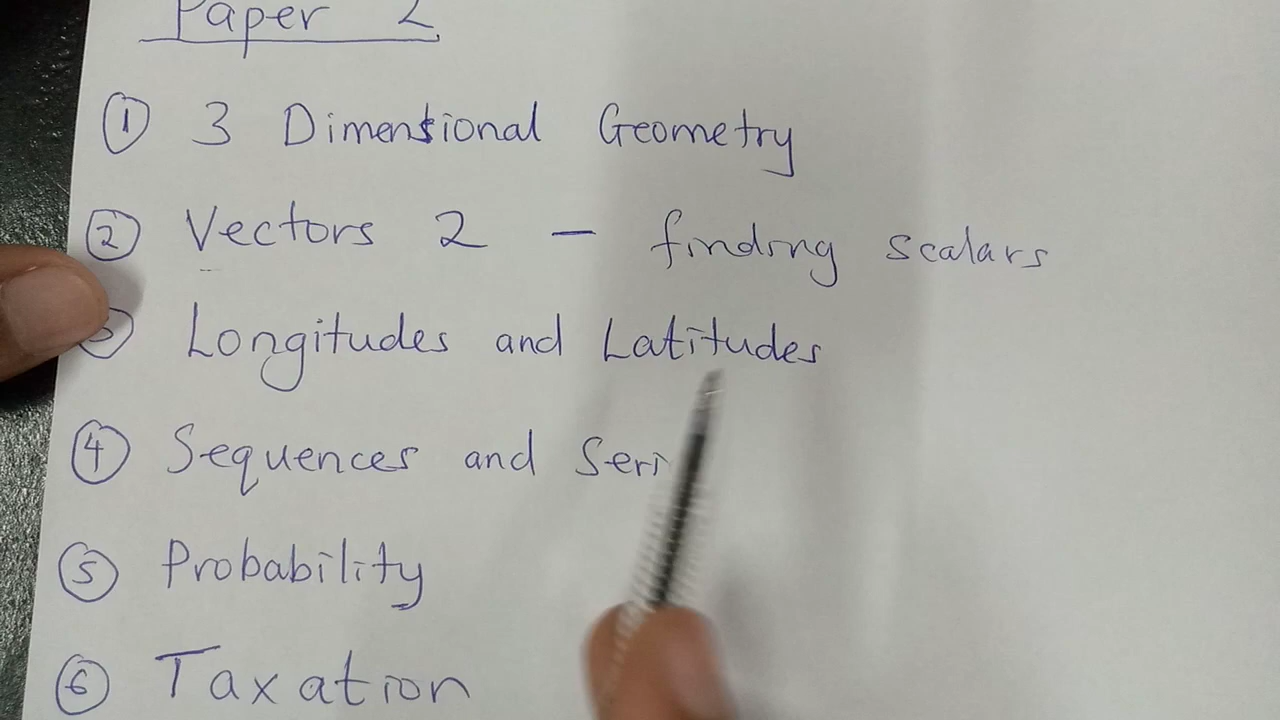 Paper 2
① 3 Dimensional Geometry
② Vectors 2 - finding scalars
③ Longitudes and Latitudes
④ Sequences and Seri
⑤ Probability
⑥ Taxation